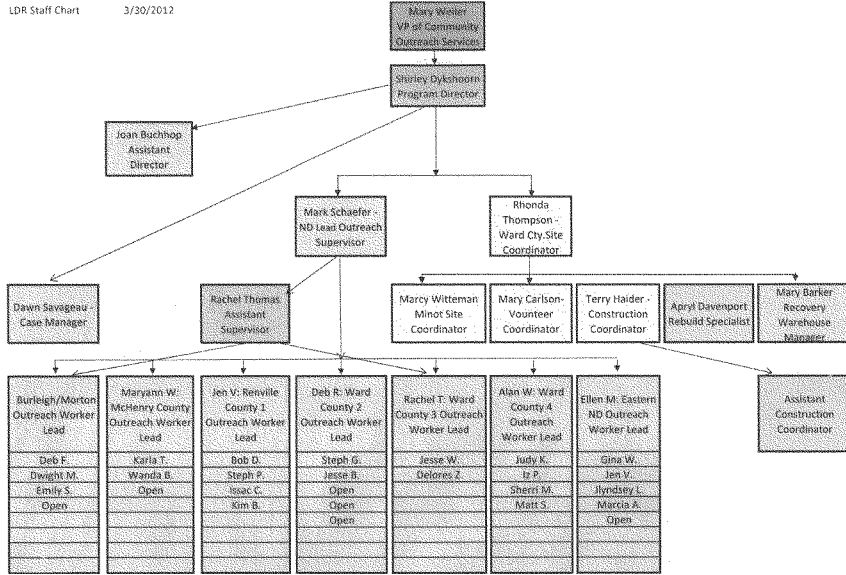 LDR Staff Chart 3/30/2012
Mary Weiler
VP of Community
Outreach Services
Shirley Dykshoorn
Program Director
Joan Buchhop
Assistant
Director
Mark Schaefer -
ND Lead Outreach
Supervisor
Rhonda
Thompson -
Ward Cty.Site
Coordinator
Dawn Savageau -
Case Manager
Rachel Thomas
Assistant
Supervisor
Marcy Witteman
Minot Site
Coordinator
Mary Carlson-
Vounteer
Coordinator
Terry Haider -
Construction
Coordinator
Apryl Davenport
Rebuild Specialist
Mary Barker
Recovery
Warehouse
Manager
Burleigh/Morton
Outreach Worker
Lead
Deb F.
Dwight M.
Emily S.
Open
Maryann W:
McHenry County
Outreach Worker
Lead
Karla T.
Wanda B.
Open
Jen V: Renville
County 1
Outreach Worker
Lead
Bob D.
Steph P.
Issac C.
Kim B.
Deb R: Ward
County 2
Outreach Worker
Lead
Steph G.
Jesse B.
Open
Open
Open
Rachel T: Ward
County 3 Outreach
Worker Lead
Jesse W.
Delores Z.
Alan W: Ward
County 4
Outreach
Worker Lead
Judy K.
Iz P.
Sherri M.
Matt S.
Ellen M: Eastern
ND Outreach
Worker Lead
Gina W.
Jen V.
Jlyndsey L.
Marcia A.
Open
Assistant
Construction
Coordinator